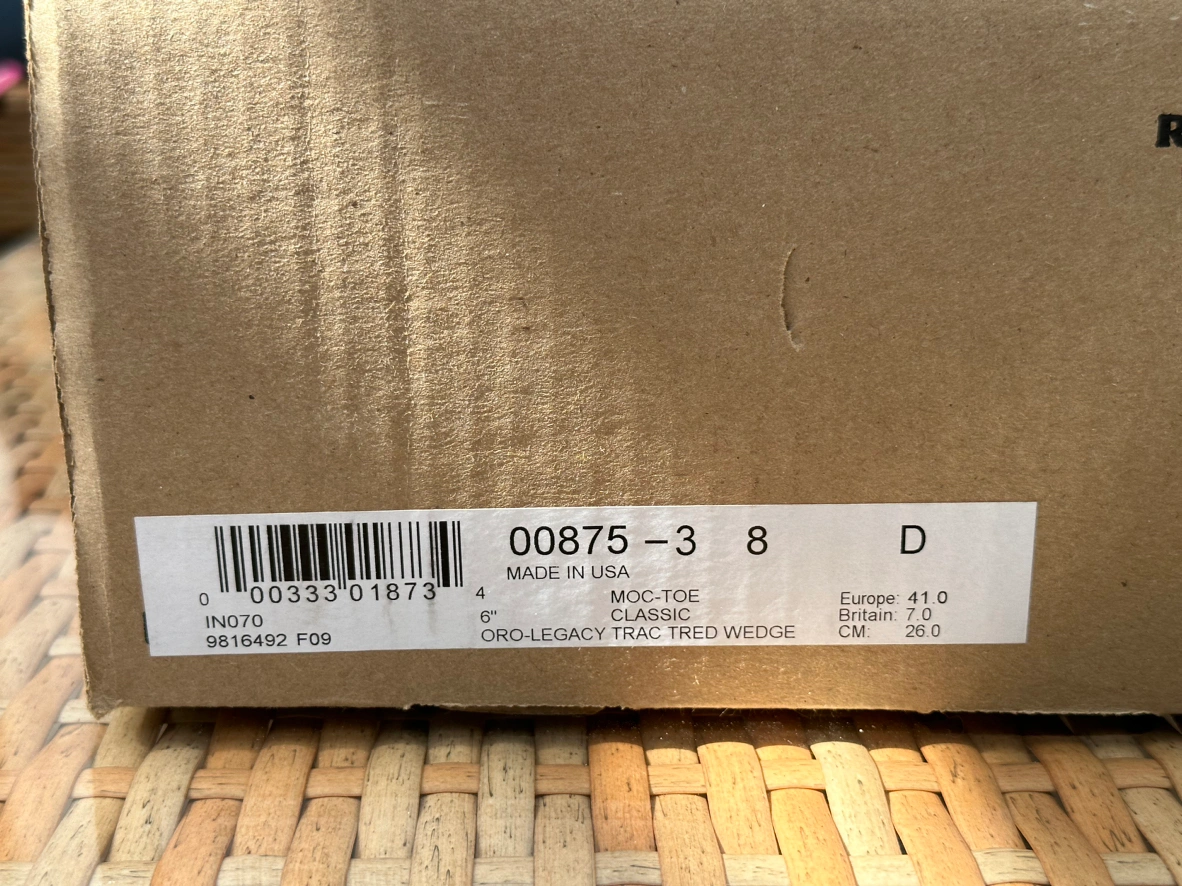 R
00875 – 3 8 D
MADE IN USA
0 00333 01873 4
MOC-TOE
6" CLASSIC
ORO-LEGACY TRAC TRED WEDGE
IN070
9816492 F09
Europe: 41.0
Britain: 7.0
CM: 26.0